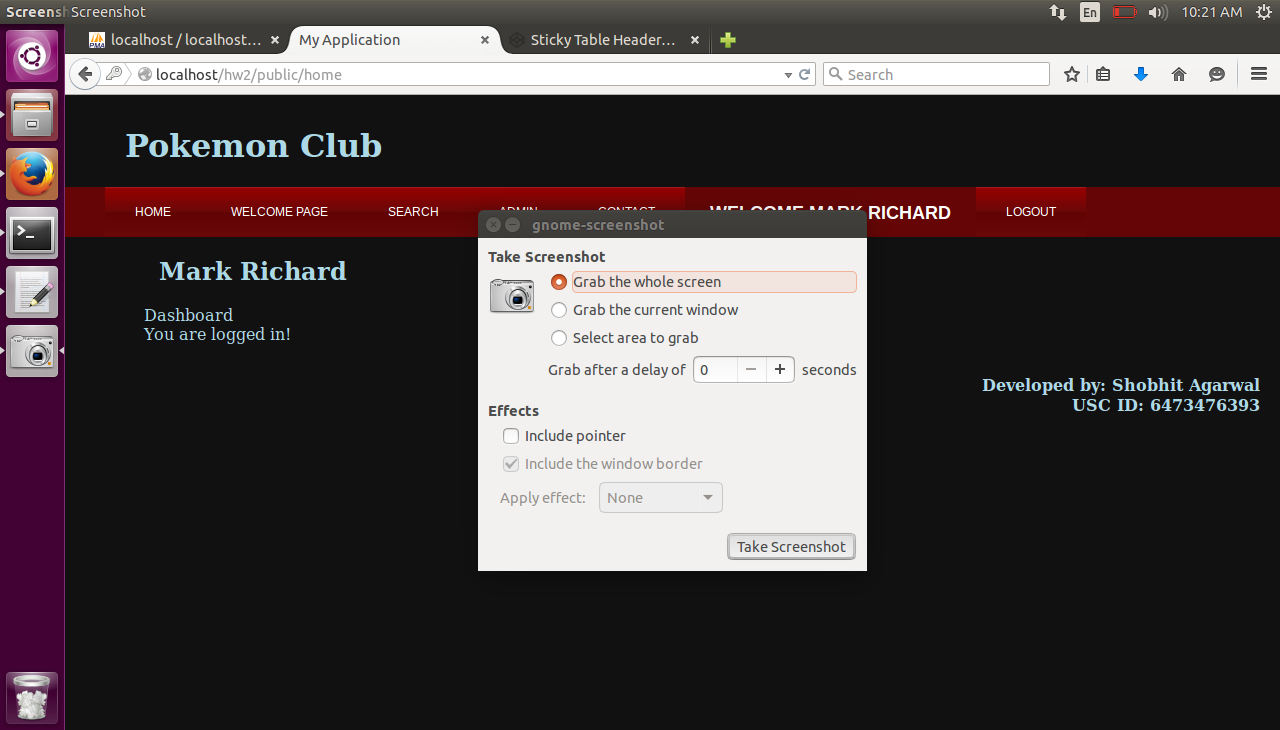 Screenshot
En
10:21 AM
localhost / localhost...
My Application
Sticky Table Header...
localhost/hw2/public/home
Search
Pokemon Club
HOME
WELCOME PAGE
SEARCH
ADMIN
CONTACT
WELCOME MARK RICHARD
LOGOUT
Mark Richard
Dashboard
You are logged in!
gnome-screenshot
Take Screenshot
Grab the whole screen
Grab the current window
Select area to grab
Grab after a delay of 0 seconds
Effects
Include pointer
Include the window border
Apply effect: None
Take Screenshot
Developed by: Shobhit Agarwal
USC ID: 6473476393